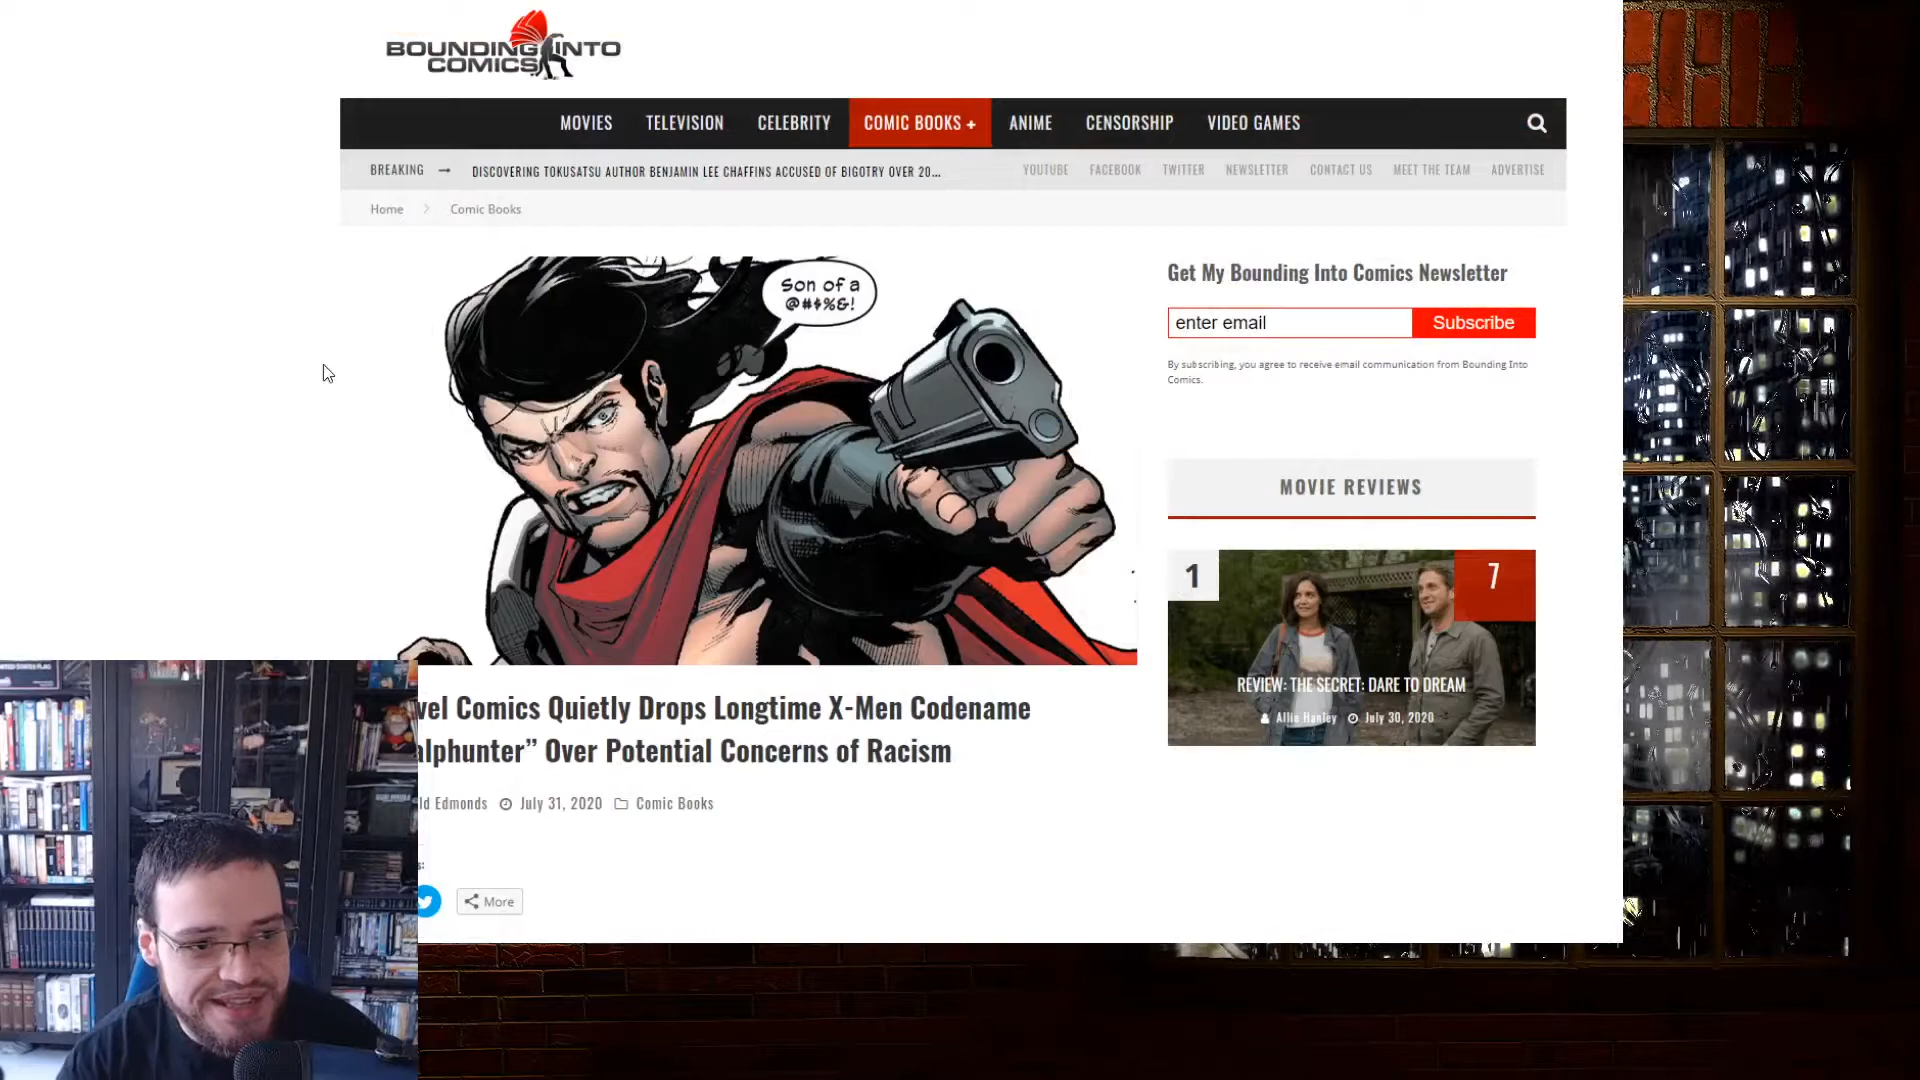 BOUNDING INTO
COMICS
MOVIES TELEVISION CELEBRITY COMIC BOOKS + ANIME CENSORSHIP VIDEO GAMES
BREAKING → DISCOVERING TOKUSATSU AUTHOR BENJAMIN LEE CHAFFINS ACCUSED OF BIGOTRY OVER 20... YOUTUBE FACEBOOK TWITTER NEWSLETTER CONTACT US MEET THE TEAM ADVERTISE
Home > Comic Books
Son of a
@#$%&!
Get My Bounding Into Comics Newsletter
enter email Subscribe
By subscribing, you agree to receive email communication from Bounding Into
Comics.
MOVIE REVIEWS
1 7
REVIEW: THE SECRET: DARE TO DREAM
Allie Hanley July 30, 2020
vel Comics Quietly Drops Longtime X-Men Codename
alphunter” Over Potential Concerns of Racism
ld Edmonds July 31, 2020 Comic Books
s:
More